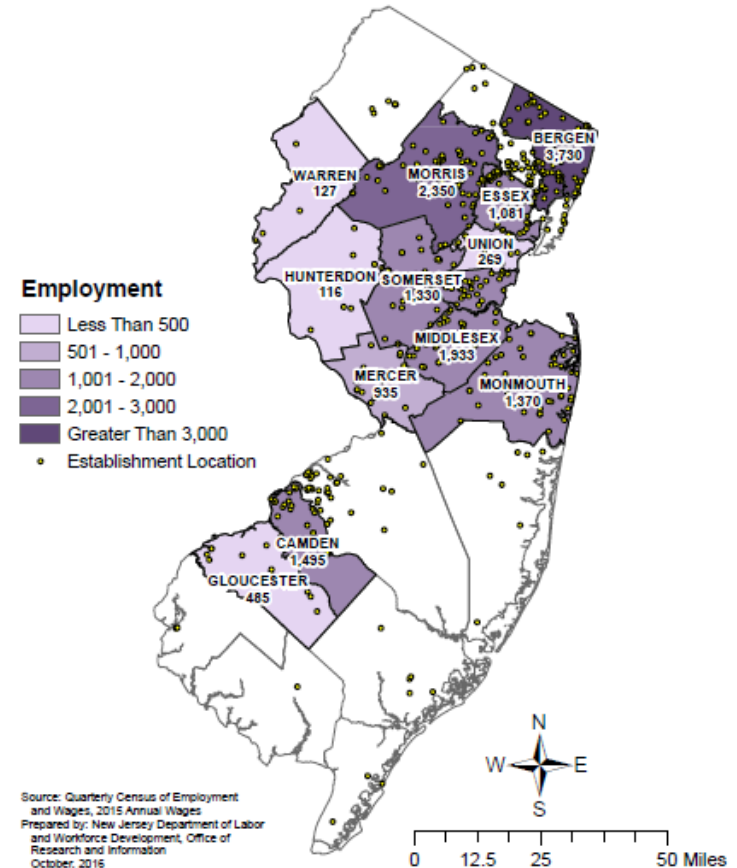 BERGEN
3,730
WARREN
127
MORRIS
2,350
ESSEX
1,081
UNION
269
HUNTERDON
116
SOMERSET
1,330
MIDDLESEX
1,933
MERCER
935
MONMOUTH
1,370
Employment
Less Than 500
501 - 1,000
1,001 - 2,000
2,001 - 3,000
Greater Than 3,000
Establishment Location
CAMDEN
1,495
GLOUCESTER
485
N
W E
S
Source: Quarterly Census of Employment
and Wages, 2015 Annual Wages
Prepared by: New Jersey Department of Labor
and Workforce Development, Office of
Research and Information
October, 2016
0 12.5 25 50 Miles